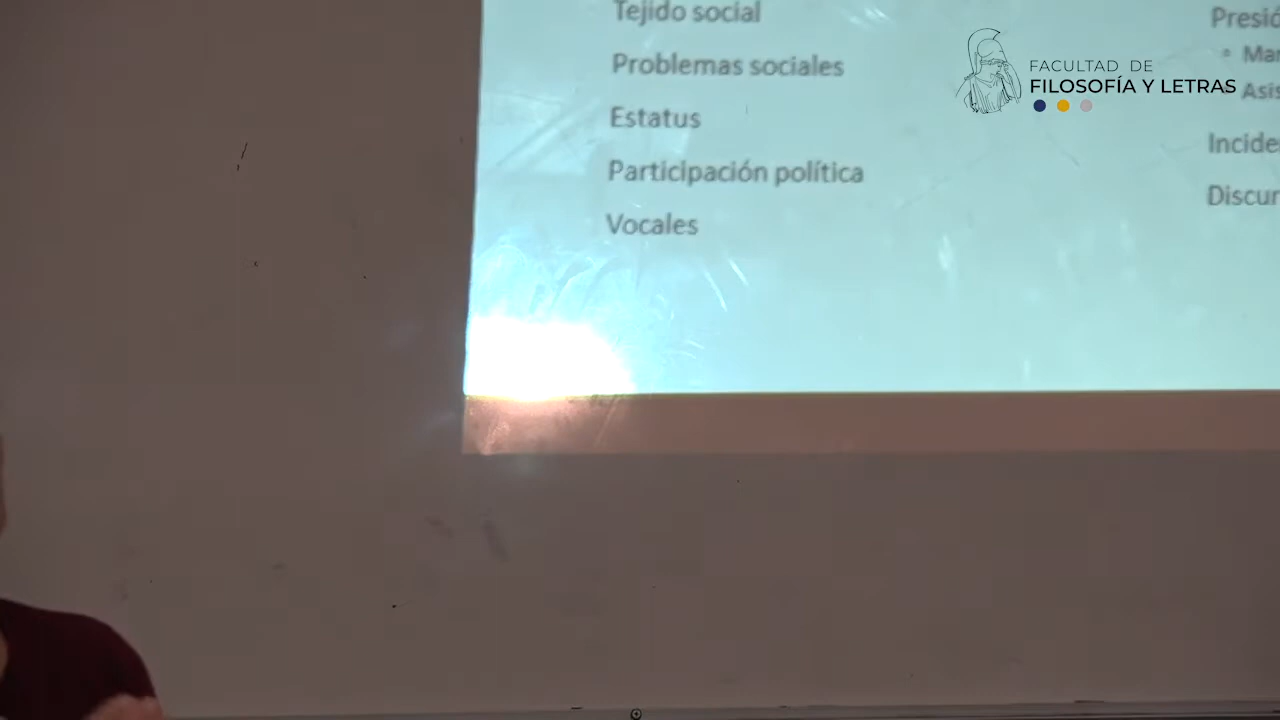 Tejido social
Problemas sociales
Estatus
Participación política
Vocales
FACULTAD DE
FILOSOFÍA Y LETRAS